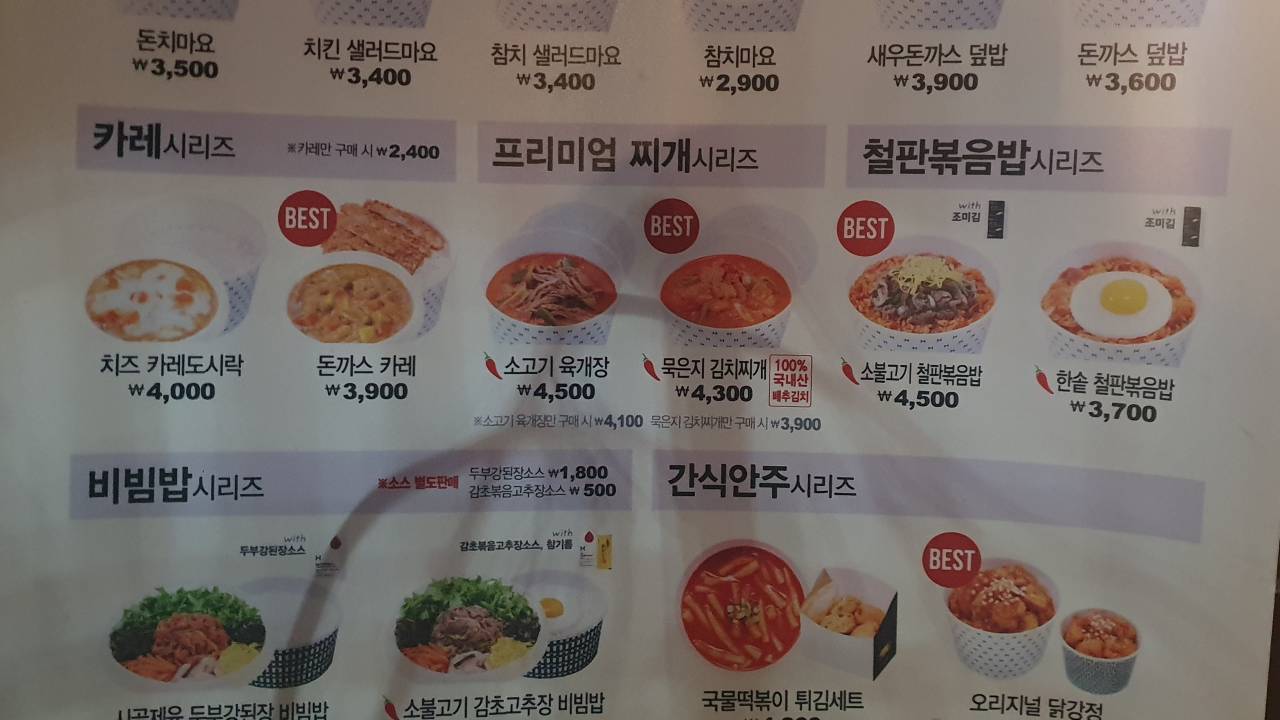 돈치마요 치킨 샐러드마요 참치 샐러드마요 참치마요 새우돈까스 덮밥 돈까스 덮밥
₩3,500 ₩3,400 ₩3,400 ₩2,900 ₩3,900 ₩3,600
카레시리즈 ※카레만 구매 시 ₩2,400
프리미엄 찌개시리즈
철판볶음밥시리즈
BEST
BEST
BEST
with
조미김
with
조미김
치즈 카레도시락
₩4,000
돈까스 카레
₩3,900
소고기 육개장
₩4,500
※소고기 육개장만 구매 시 ₩4,100
묵은지 김치찌개
₩4,300
100%
국내산
배추김치
묵은지 김치찌개만 구매 시 ₩3,900
소불고기 철판볶음밥
₩4,500
한솥 철판볶음밥
₩3,700
비빔밥시리즈
※소스 별도판매
두부강된장소스 ₩1,800
감초볶음고추장소스 ₩ 500
간식안주시리즈
with
두부강된장소스
with
감초볶음고추장소스, 참기름
BEST
시골제육 두부강된장 비빔밥
소불고기 감초고추장 비빔밥
국물떡볶이 튀김세트
오리지널 닭강정